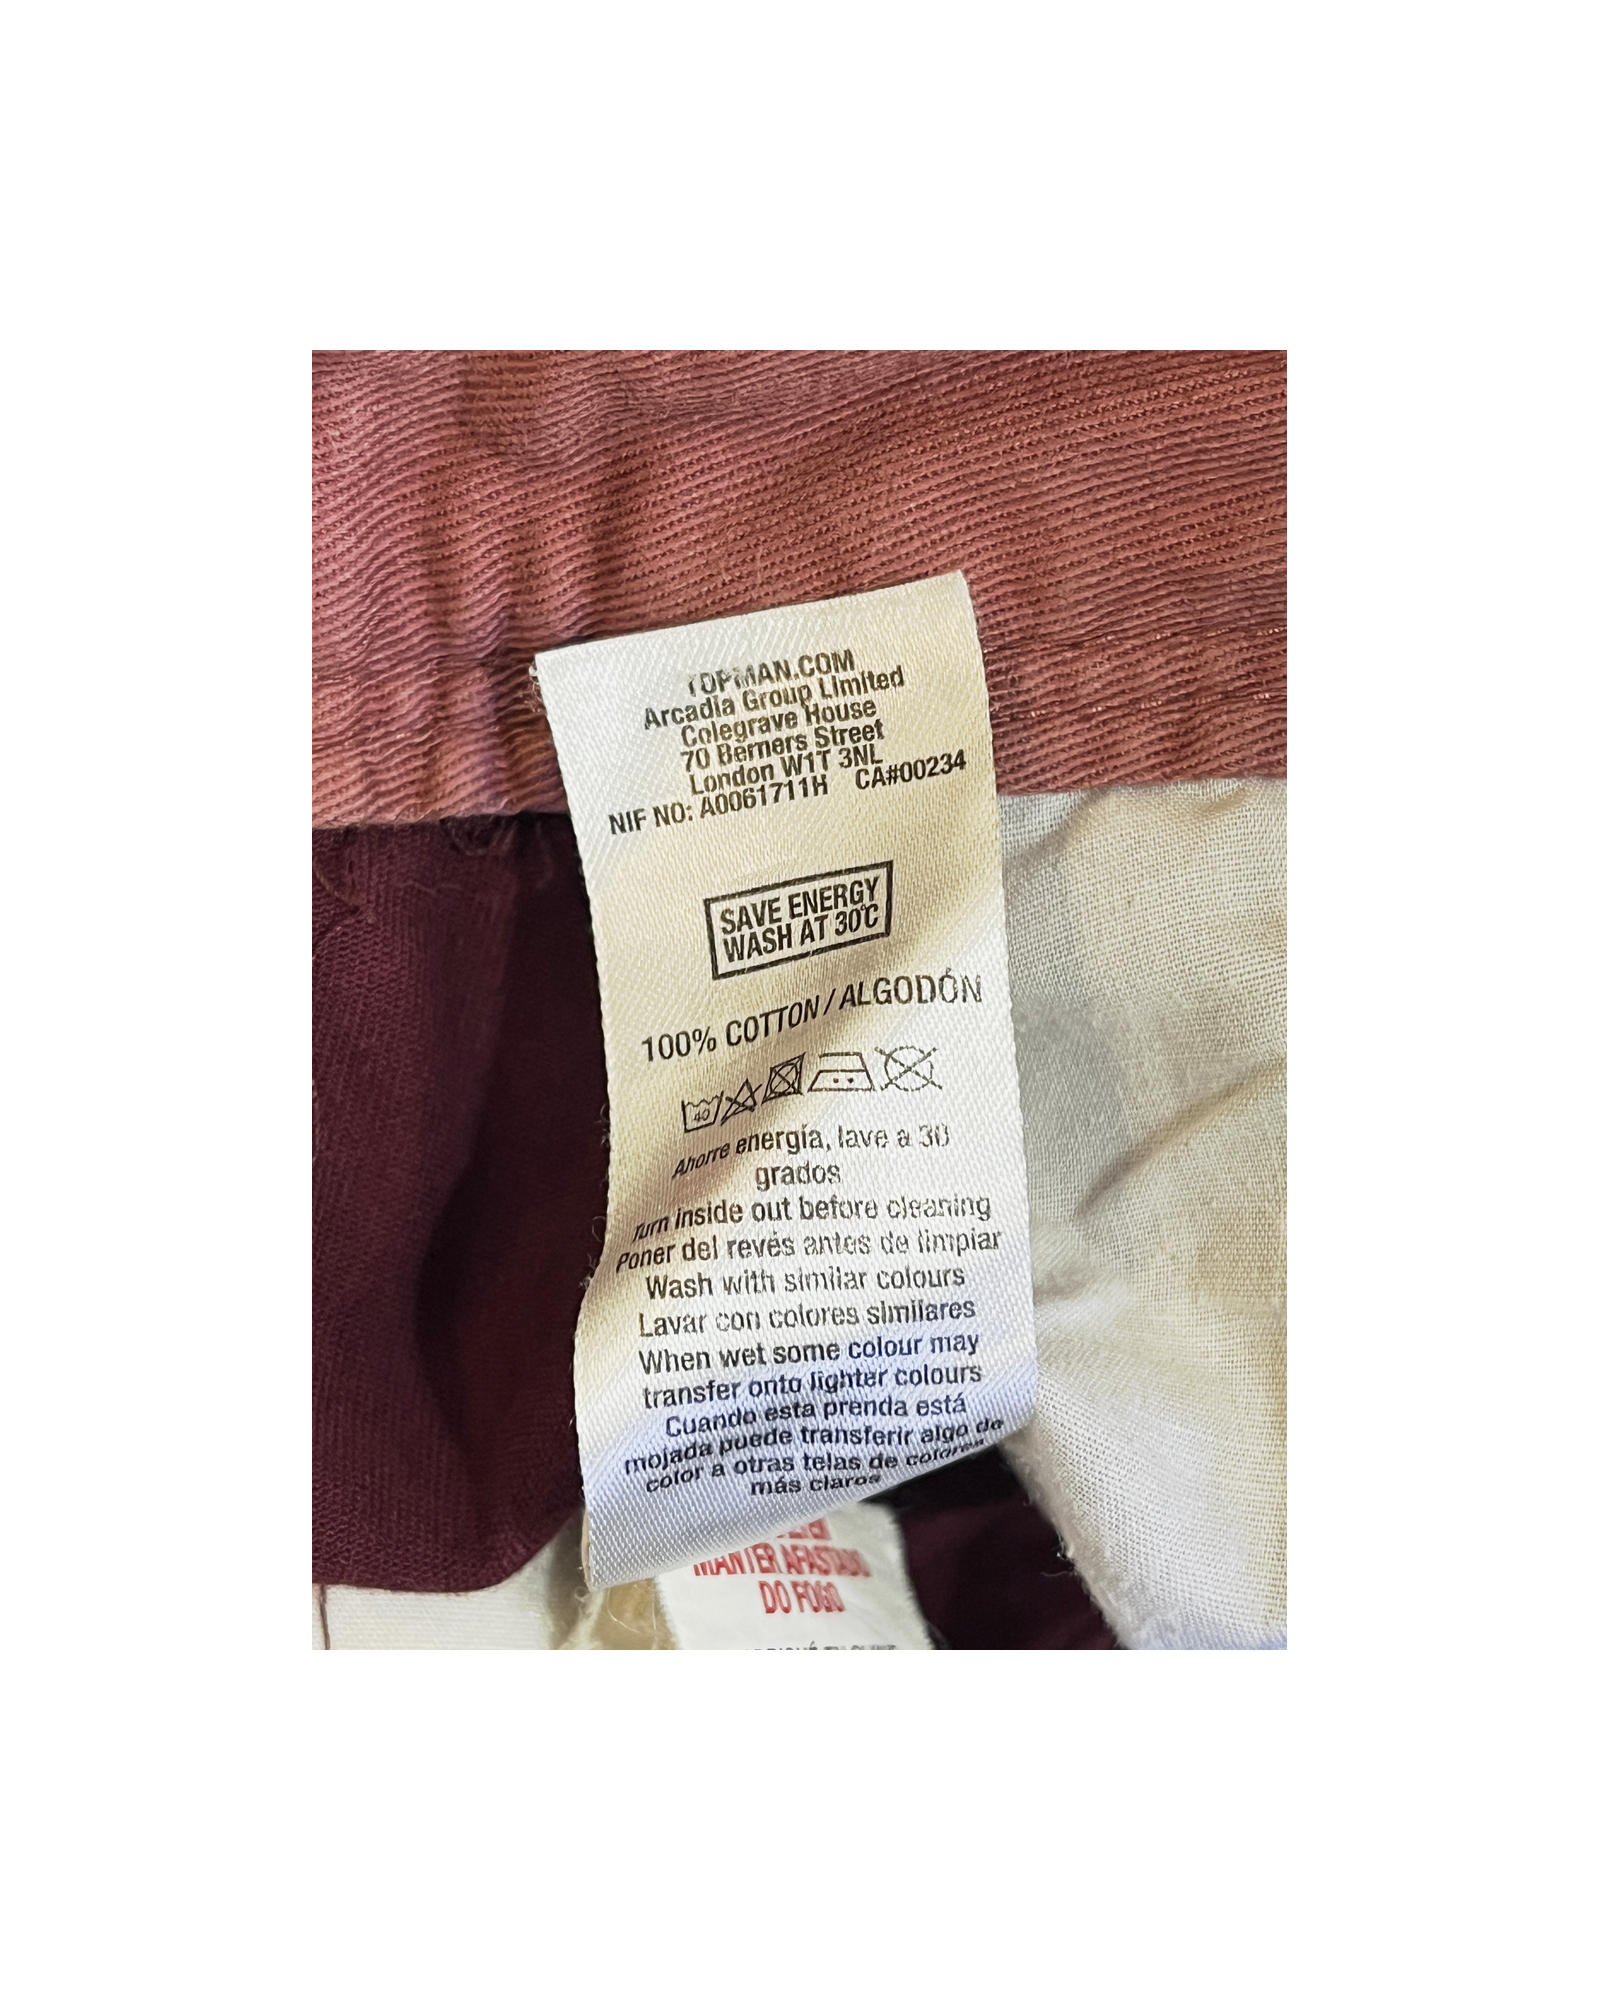 TOPMAN.COM
Arcadia Group Limited
Colegrave House
70 Berners Street
London W1T 3NL
NIF NO: A0061711H CA#00234
SAVE ENERGY
WASH AT 30°C
100% COTTON / ALGODÓN
40
Ahorre energía, lave a 30
grados
Turn inside out before cleaning
Poner del revés antes de limpiar
Wash with similar colours
Lavar con colores similares
When wet some colour may
transfer onto lighter colours
Cuando esta prenda está
mojada puede transferir algo de
color a otras telas de colores
más claros
MANTER AFASTADO
DO FOGO